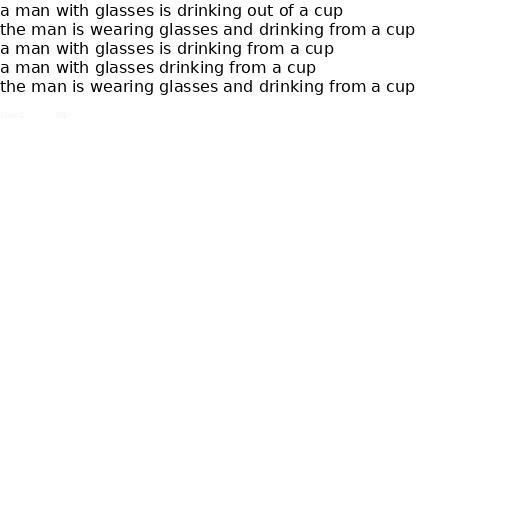 a man with glasses is drinking out of a cup
the man is wearing glasses and drinking from a cup
a man with glasses is drinking from a cup
a man with glasses drinking from a cup
the man is wearing glasses and drinking from a cup